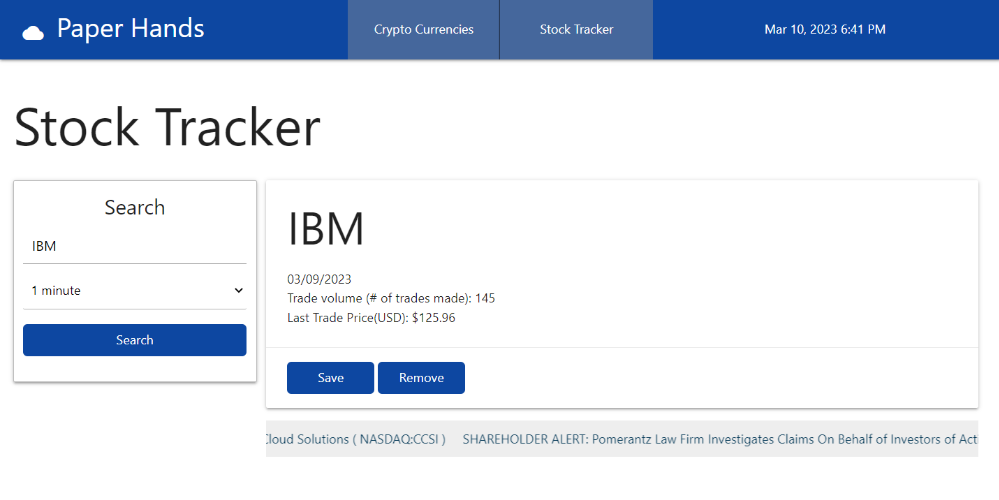 Paper Hands
Crypto Currencies
Stock Tracker
Mar 10, 2023 6:41 PM
Stock Tracker
Search
IBM
1 minute
Search
IBM
03/09/2023
Trade volume (# of trades made): 145
Last Trade Price(USD): $125.96
Save
Remove
Cloud Solutions ( NASDAQ:CCSI ) SHAREHOLDER ALERT: Pomerantz Law Firm Investigates Claims On Behalf of Investors of Act